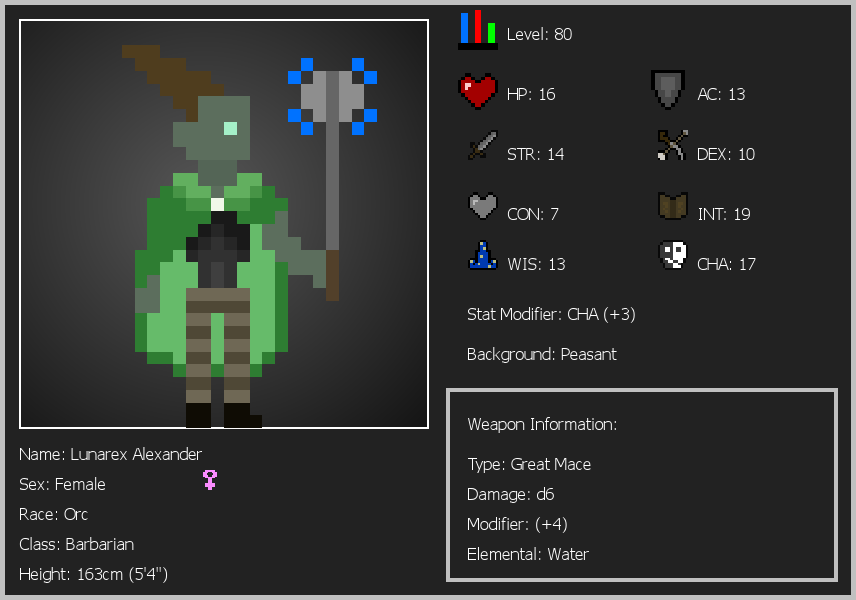 Level: 80
HP: 16
AC: 13
STR: 14
DEX: 10
CON: 7
INT: 19
WIS: 13
CHA: 17
Stat Modifier: CHA (+3)
Background: Peasant
Weapon Information:
Type: Great Mace
Damage: d6
Modifier: (+4)
Elemental: Water
Name: Lunarex Alexander
Sex: Female
Race: Orc
Class: Barbarian
Height: 163cm (5'4")